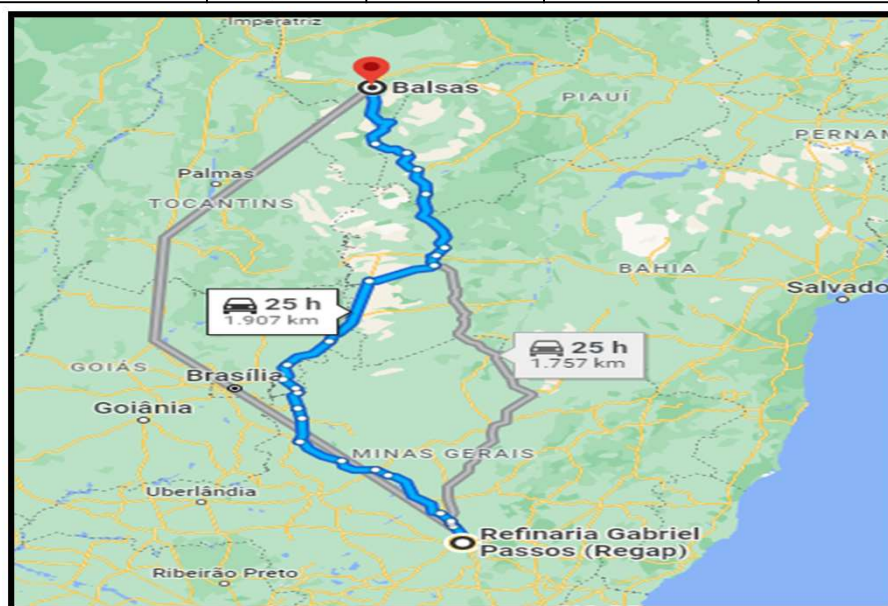 Imperatriz
Balsas
PIAUÍ
PERNAM
Palmas
TOCANTINS
BAHIA
Salvado
25 h
1.907 km
25 h
1.757 km
GOIÁS
Brasília
Goiânia
MINAS GERAIS
Uberlândia
Refinaria Gabriel
Passos (Regap)
Ribeirão Preto